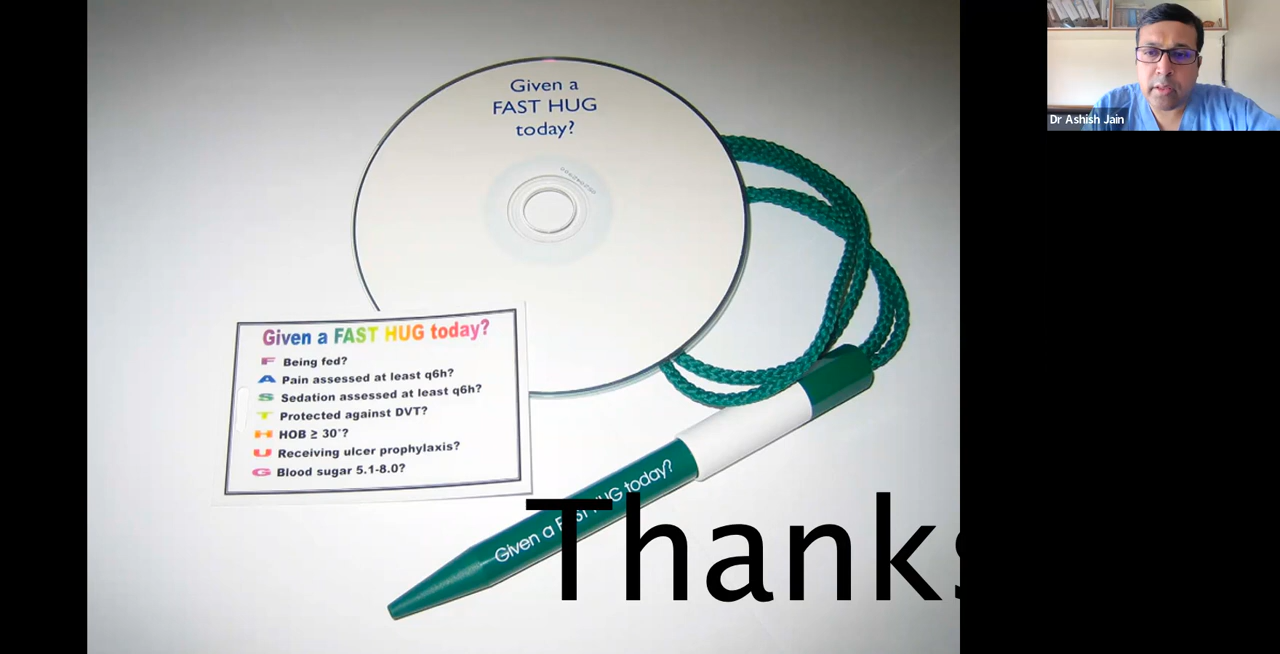 Given a
FAST HUG
today?
Dr Ashish Jain
Given a FAST HUG today?
F Being fed?
A Pain assessed at least q6h?
S Sedation assessed at least q6h?
T Protected against DVT?
H HOB ≥ 30°?
U Receiving ulcer prophylaxis?
G Blood sugar 5.1-8.0?
Given a FAST HUG today?
Thanks